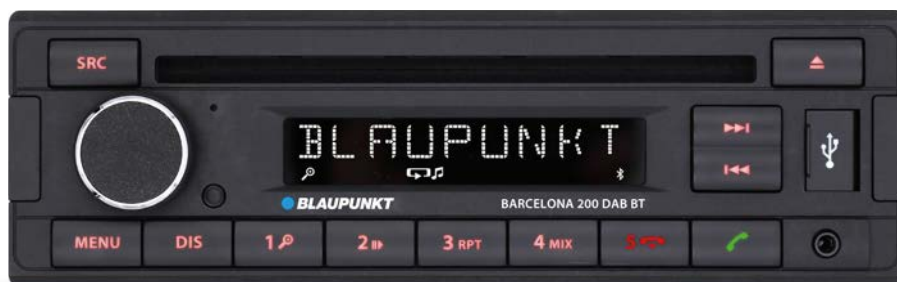 SRC
BLAUPUNKT
BLAUPUNKT
BARCELONA 200 DAB BT
MENU
DIS
1
2
3 RPT
4 MIX
5